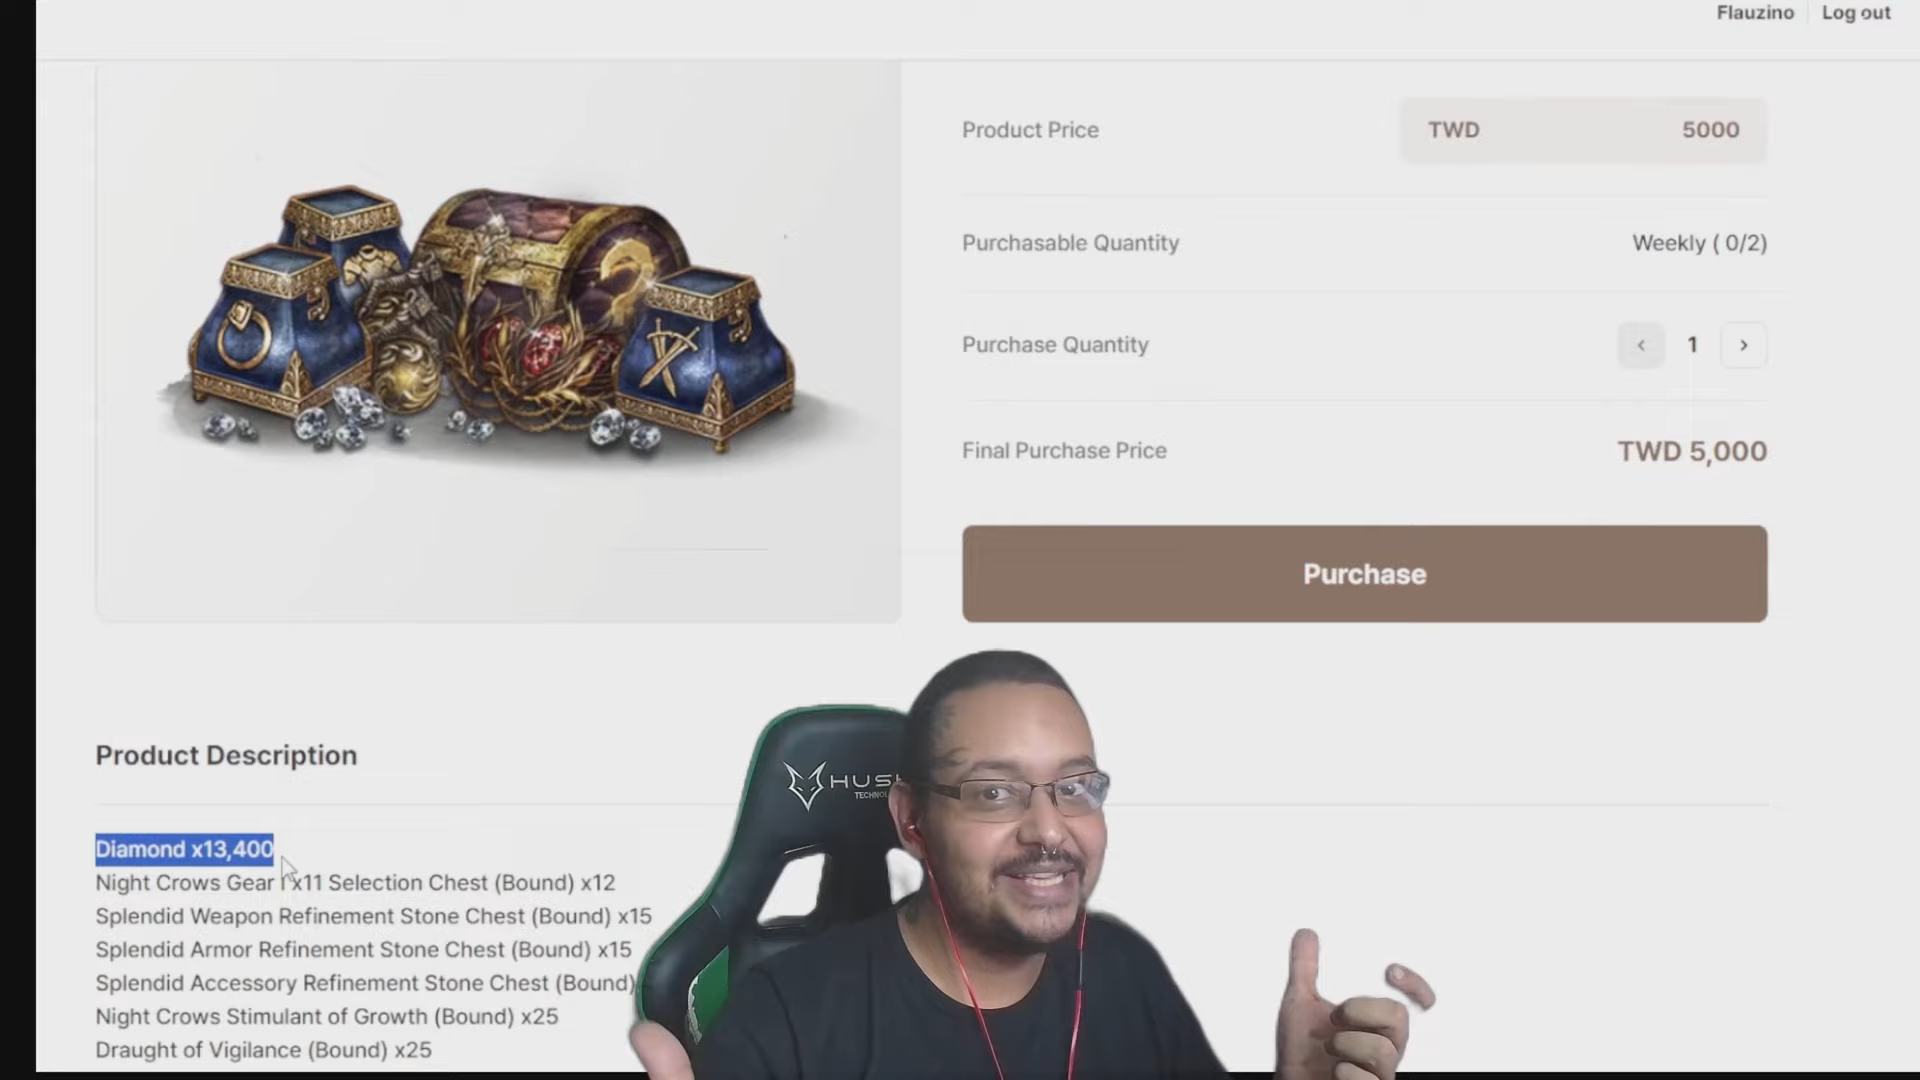 Flauzino
Log out
Product Price
TWD 5000
Purchasable Quantity
Weekly ( 0/2)
Purchase Quantity
1
Final Purchase Price
TWD 5,000
Purchase
Product Description
Diamond x13,400
Night Crows Gear x11 Selection Chest (Bound) x12
Splendid Weapon Refinement Stone Chest (Bound) x15
Splendid Armor Refinement Stone Chest (Bound) x15
Splendid Accessory Refinement Stone Chest (Bound)
Night Crows Stimulant of Growth (Bound) x25
Draught of Vigilance (Bound) x25